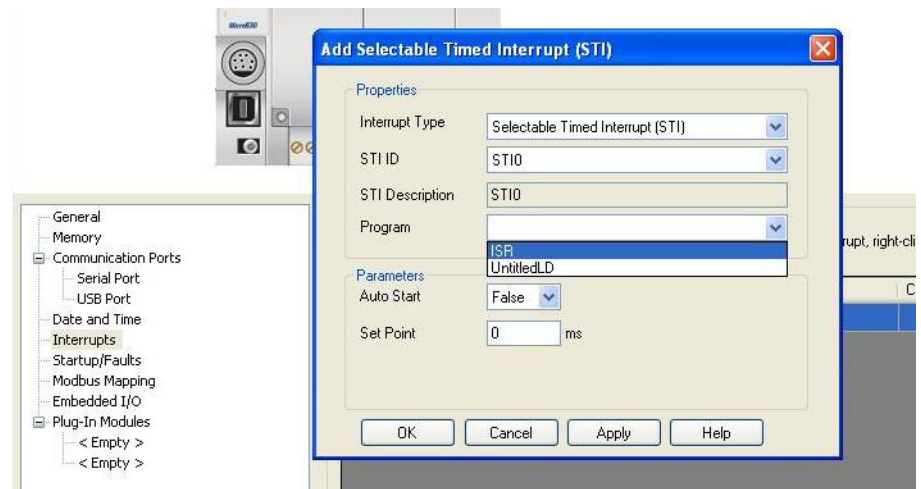 Micro830
Add Selectable Timed Interrupt (STI)
Properties
Interrupt Type
Selectable Timed Interrupt (STI)
STI ID
STI0
STI Description
STI0
Program
ISR
UntitledLD
Parameters
Auto Start
False
Set Point
0
ms
OK
Cancel
Apply
Help
General
Memory
Communication Ports
Serial Port
USB Port
Date and Time
Interrupts
Startup/Faults
Modbus Mapping
Embedded I/O
Plug-In Modules
< Empty >
< Empty >
rupt, right-cli
C